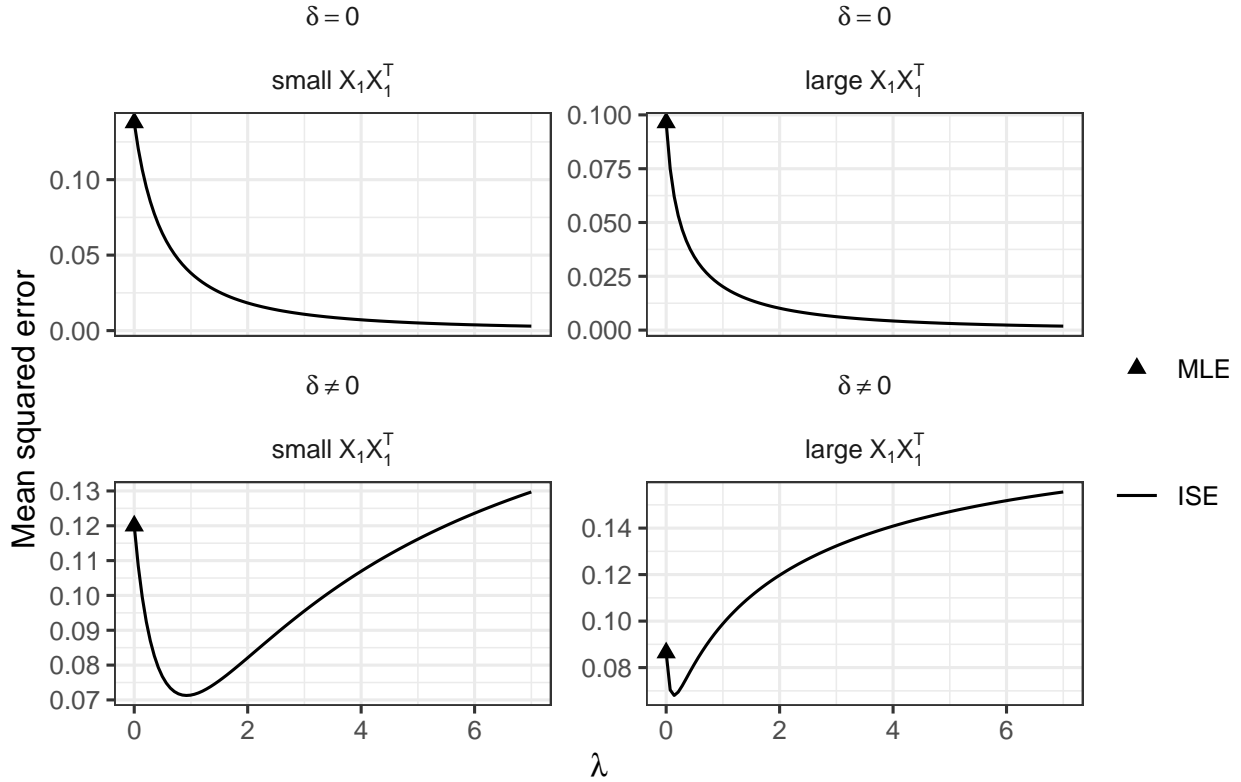 δ = 0
small X₁X₁ᵀ
0.10
0.05
0.00
δ = 0
large X₁X₁ᵀ
0.100
0.075
0.050
0.025
0.000
Mean squared error
δ ≠ 0
small X₁X₁ᵀ
0.13
0.12
0.11
0.10
0.09
0.08
0.07
0 2 4 6
δ ≠ 0
large X₁X₁ᵀ
0.14
0.12
0.10
0.08
0 2 4 6
λ
MLE
ISE